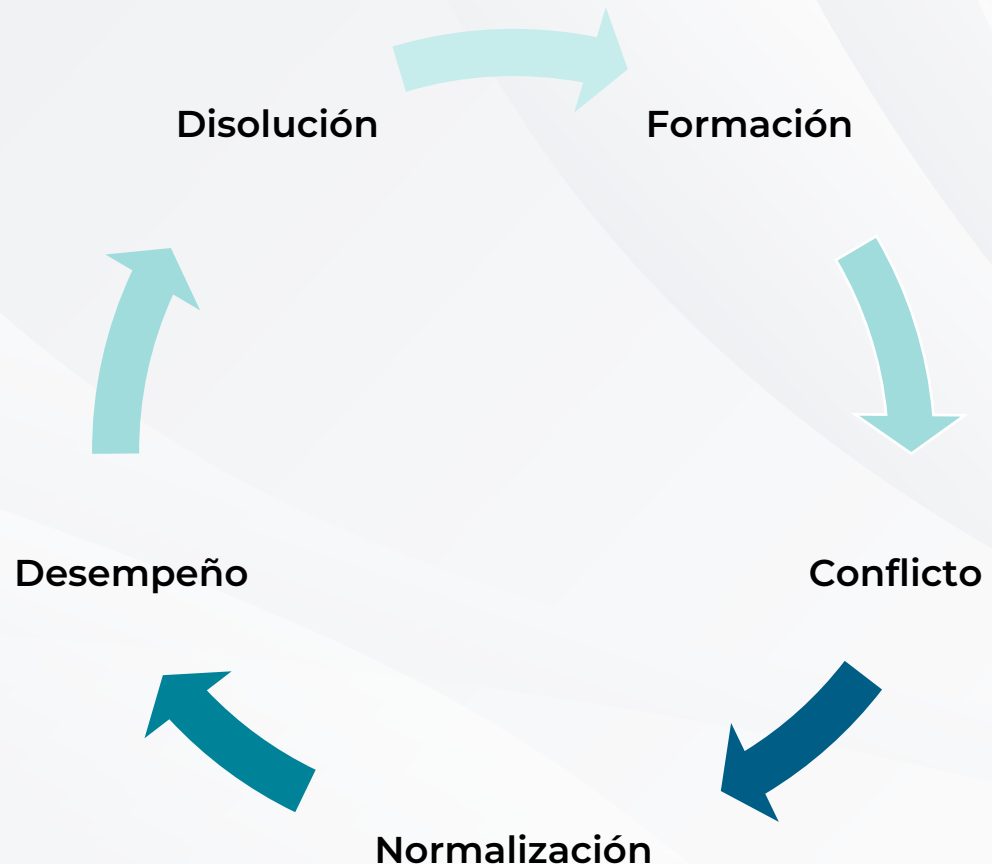 Disolución
Formación
Desempeño
Conflicto
Normalización